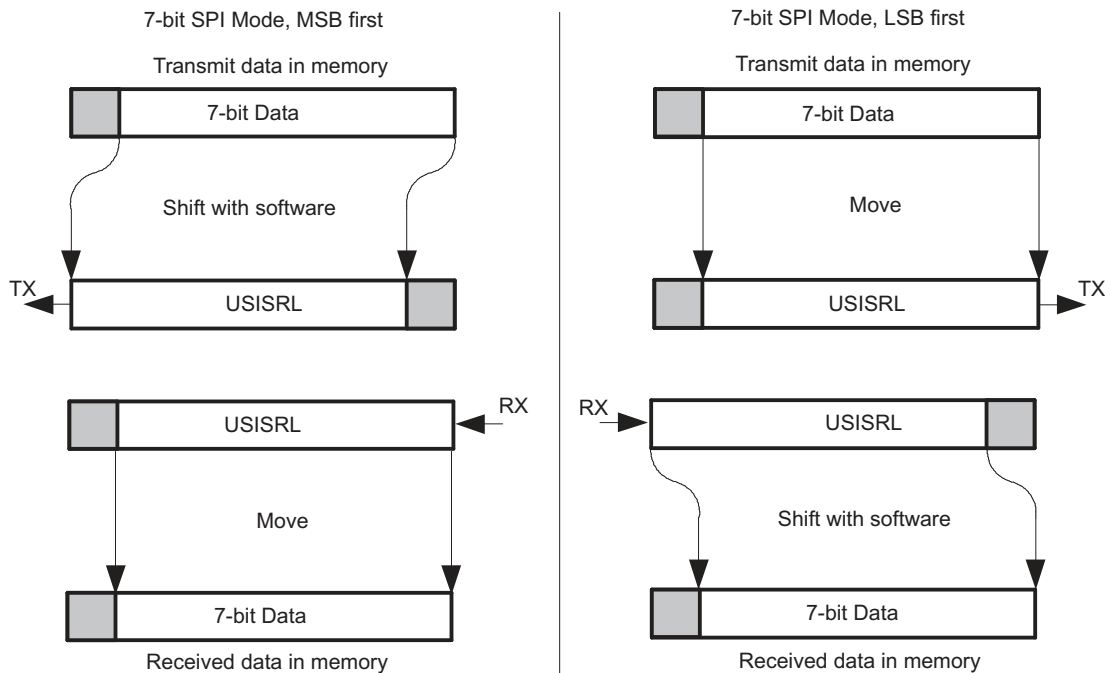 7-bit SPI Mode, MSB first
Transmit data in memory
7-bit Data
Shift with software
TX
USISRL
RX
USISRL
Move
7-bit Data
Received data in memory
7-bit SPI Mode, LSB first
Transmit data in memory
7-bit Data
Move
TX
USISRL
RX
USISRL
Shift with software
7-bit Data
Received data in memory